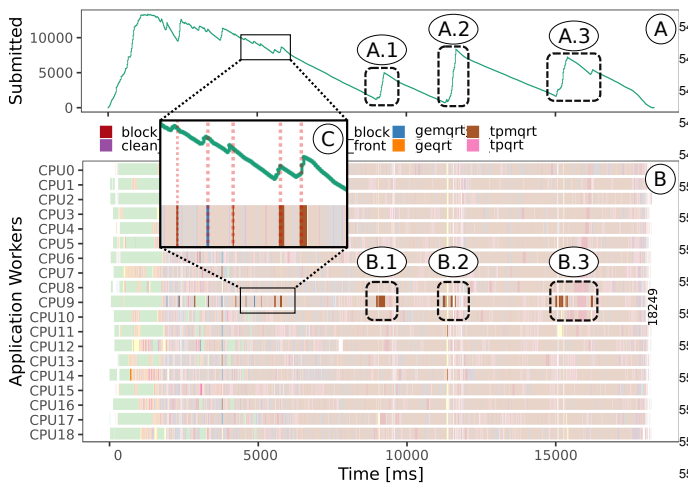 Submitted
10000
5000
0
A.1
A.2
A.3
A
block
clean
block
front
gemqrt
geqrt
tpmqrt
tpqrt
C
B
Application Workers
CPU0
CPU1
CPU2
CPU3
CPU4
CPU5
CPU6
CPU7
CPU8
CPU9
CPU10
CPU11
CPU12
CPU13
CPU14
CPU15
CPU16
CPU17
CPU18
B.1
B.2
B.3
18249
0
5000
10000
15000
Time [ms]